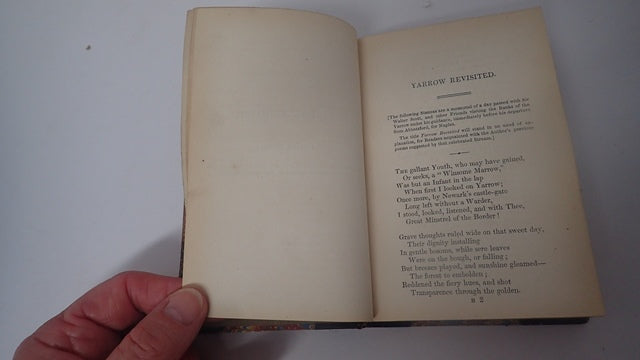 YARROW REVISITED.
[The following Stanzas are a memorial of a day passed with Sir
Walter Scott, and other Friends visiting the Banks of the
Yarrow under his guidance, immediately before his departure
from Abbotsford, for Naples.
The title Yarrow Revisited will stand in no need of ex-
planation, for Readers acquainted with the Author's previous
poems suggested by that celebrated Stream.]
THE gallant Youth, who may have gained,
Or seeks, a "Winsome Marrow,"
Was but an Infant in the lap
When first I looked on Yarrow;
Once more, by Newark's castle-gate
Long left without a Warder,
I stood, looked, listened, and with Thee,
Great Minstrel of the Border!
Grave thoughts ruled wide on that sweet day,
Their dignity installing
In gentle bosoms, while sere leaves
Were on the bough, or falling;
But breezes played, and sunshine gleamed—
The forest to embolden;
Reddened the fiery hues, and shot
Transparence through the golden.
B 2